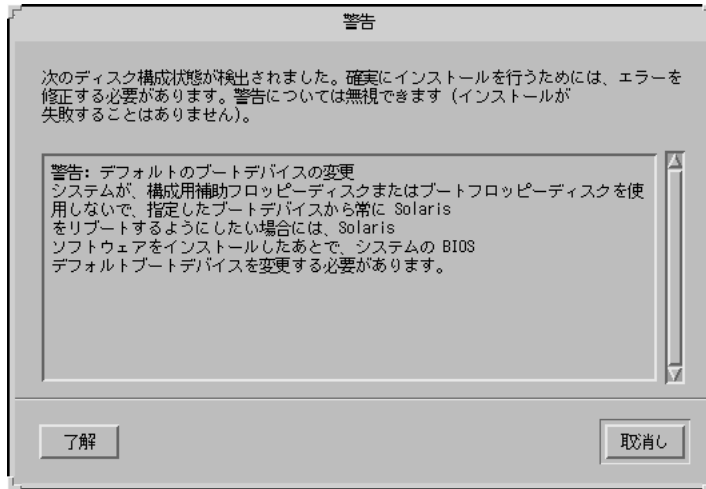 警告
次のディスク構成状態が検出されました。確実にインストールを行うためには、エラーを
修正する必要があります。警告については無視できます (インストールが
失敗することはありません)。
警告: デフォルトのブートデバイスの変更
システムが、構成用補助フロッピーディスクまたはブートフロッピーディスクを使
用しないで、指定したブートデバイスから常に Solaris
をリブートするようにしたい場合には、Solaris
ソフトウェアをインストールしたあとで、システムの BIOS
デフォルトブートデバイスを変更する必要があります。
了解
取消し